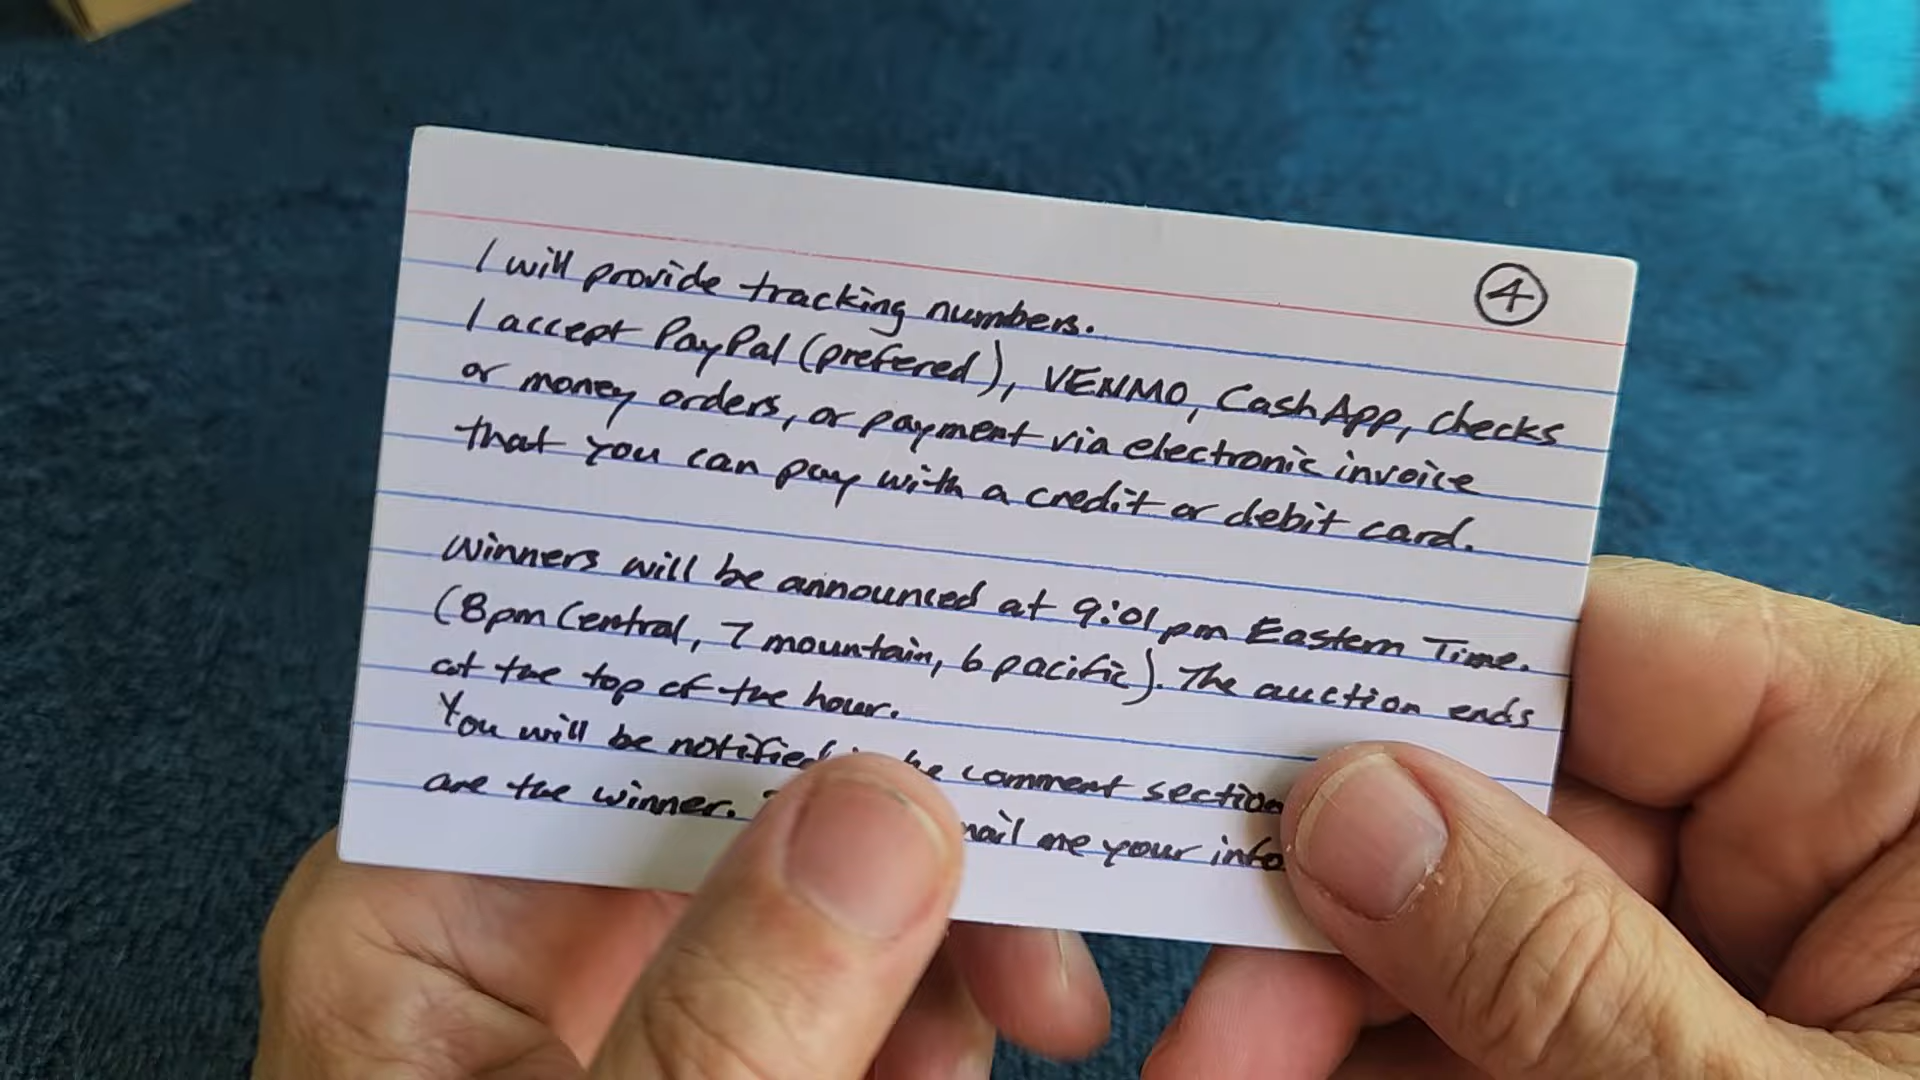 ④
I will provide tracking numbers.
I accept PayPal (prefered), VENMO, CashApp, checks
or money orders, or payment via electronic invoice
that you can pay with a credit or debit card.
Winners will be announced at 9:01 pm Eastern Time.
(8pm Central, 7 mountain, 6 pacific). The auction ends
at the top of the hour.
You will be notified comment section
are the winner. me your info